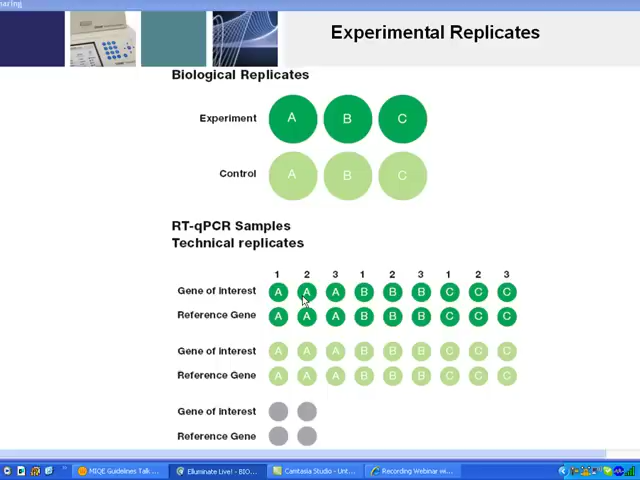 haring
Experimental Replicates
Biological Replicates
Experiment A B C
Control A B C
RT-qPCR Samples
Technical replicates
1 2 3 1 2 3 1 2 3
Gene of interest A A A B B B C C C
Reference Gene A A A B B B C C C
Gene of interest A A A B B B C C C
Reference Gene A A A B B B C C C
Gene of interest
Reference Gene
MIQE Guidelines Talk ... Elluminate Live! - BIO... Camtasia Studio - Unt... Recording Webinar wi...